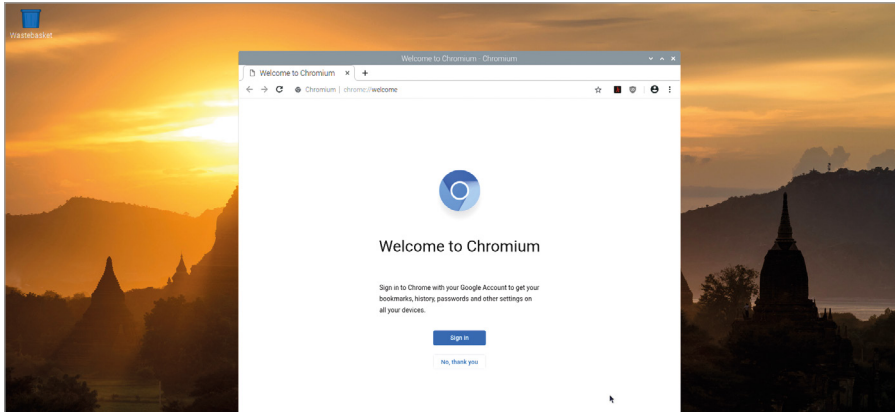 Wastebasket
Welcome to Chromium - Chromium
Welcome to Chromium
Chromium | chrome://welcome
Welcome to Chromium
Sign in to Chrome with your Google Account to get your
bookmarks, history, passwords and other settings on
all your devices.
Sign in
No, thank you